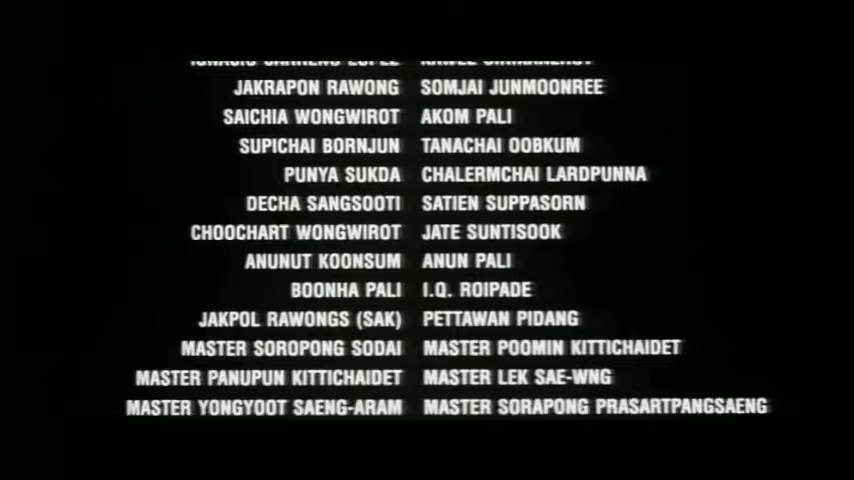 JAKRAPON RAWONG SOMJAI JUNMOONREE
SAICHIA WONGWIROT AKOM PALI
SUPICHAI BORNJUN TANACHAI OOBKUM
PUNYA SUKDA CHALERMCHAI LARDPUNNA
DECHA SANGSOOTI SATIEN SUPPASORN
CHOOCHART WONGWIROT JATE SUNTISOOK
ANUNUT KOONSUM ANUN PALI
BOONHA PALI I.Q. ROIPADE
JAKPOL RAWONGS (SAK) PETTAWAN PIDANG
MASTER SOROPONG SODAI MASTER POOMIN KITTICHAIDET
MASTER PANUPUN KITTICHAIDET MASTER LEK SAE-WNG
MASTER YONGYOOT SAENG-ARAM MASTER SORAPONG PRASARTPANGSAENG